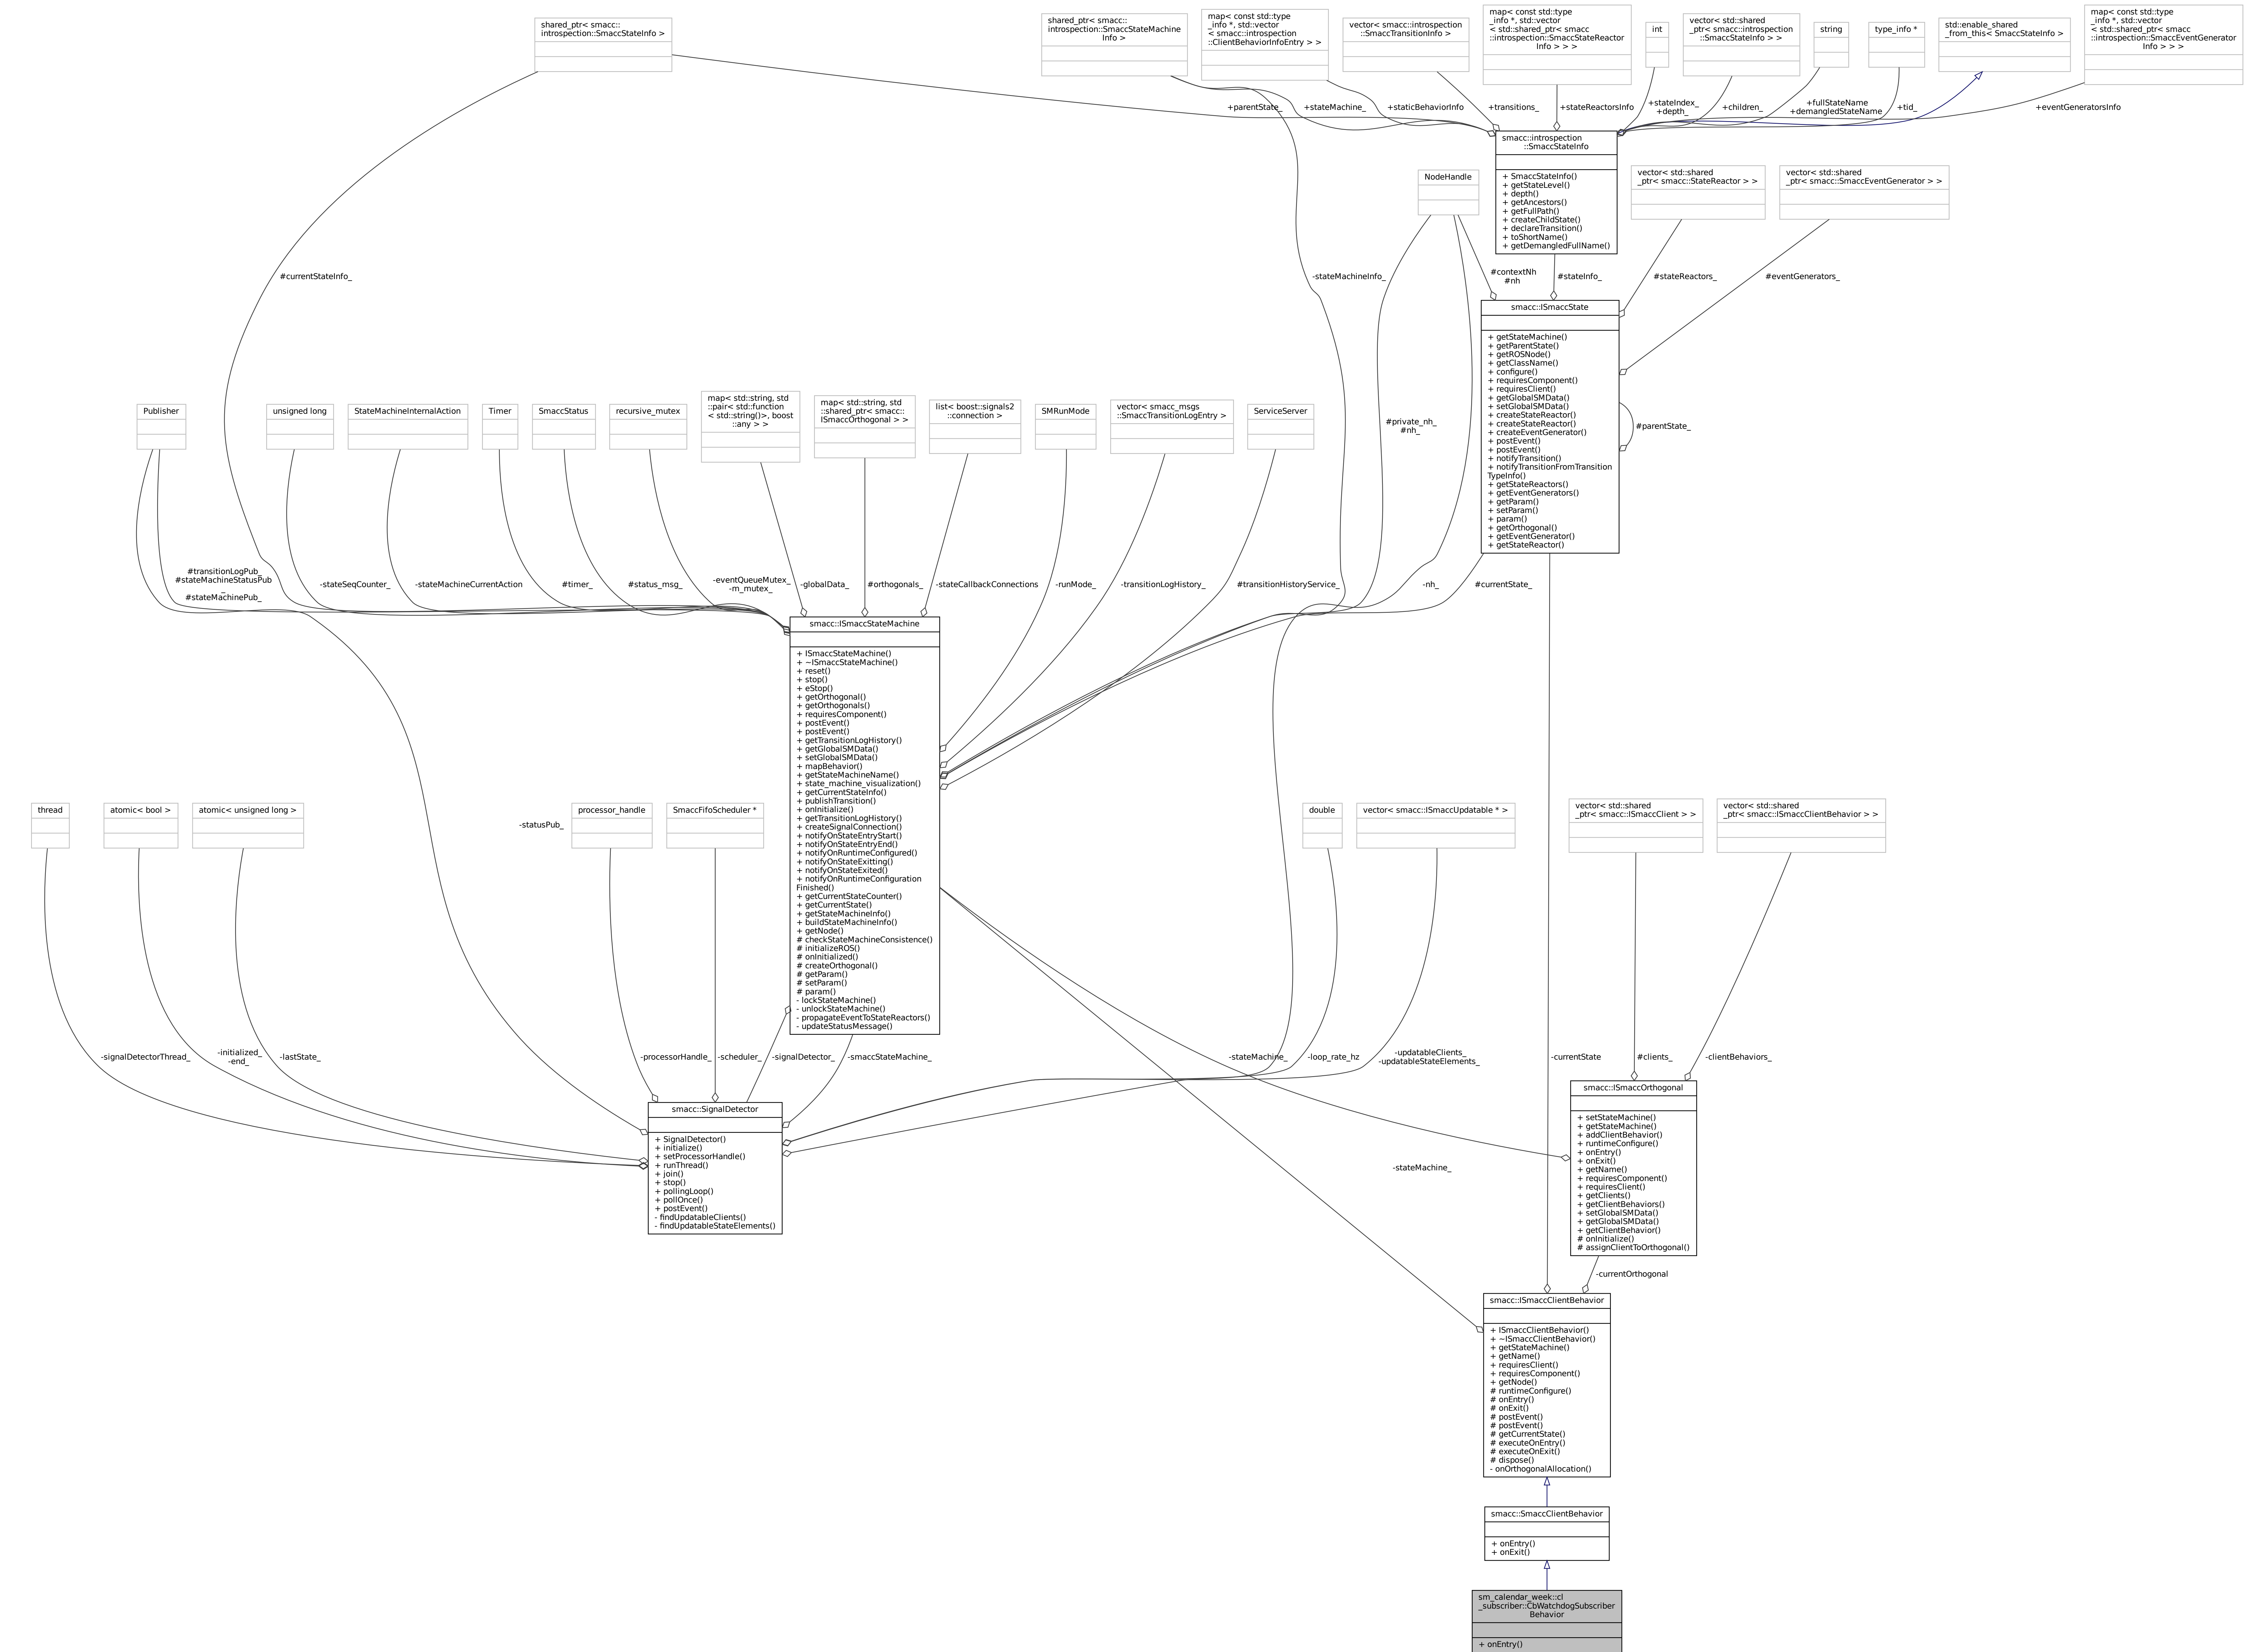 shared_ptr< smacc::
introspection::SmaccStateInfo >
shared_ptr< smacc::
introspection::SmaccStateMachine
Info >
map< const std::type
_info *, std::vector
< smacc::introspection
::ClientBehaviorInfoEntry > >
vector< smacc::introspection
::SmaccTransitionInfo >
map< const std::type
_info *, std::vector
< std::shared_ptr< smacc
::introspection::SmaccStateReactor
Info > > >
int
vector< std::shared
_ptr< smacc::introspection
::SmaccStateInfo > >
string
type_info *
std::enable_shared
_from_this< SmaccStateInfo >
map< const std::type
_info *, std::vector
< std::shared_ptr< smacc
::introspection::SmaccEventGenerator
Info > > >
+parentState_
+stateMachine_
+staticBehaviorInfo
+transitions_
+stateReactorsInfo
+stateIndex_
+depth_
+children_
+fullStateName
+demangledStateName
+tid_
+eventGeneratorsInfo
smacc::introspection
::SmaccStateInfo
+ SmaccStateInfo()
+ getStateLevel()
+ depth()
+ getAncestors()
+ getFullPath()
+ createChildState()
+ declareTransition()
+ toShortName()
+ getDemangledFullName()
NodeHandle
vector< std::shared
_ptr< smacc::StateReactor > >
vector< std::shared
_ptr< smacc::SmaccEventGenerator > >
#currentStateInfo_
-stateMachineInfo_
#contextNh
#nh
#stateInfo_
#stateReactors_
#eventGenerators_
smacc::ISmaccState
+ getStateMachine()
+ getParentState()
+ getROSNode()
+ getClassName()
+ configure()
+ requiresComponent()
+ requiresClient()
+ getGlobalSMData()
+ setGlobalSMData()
+ createStateReactor()
+ createStateReactor()
+ createEventGenerator()
+ postEvent()
+ postEvent()
+ notifyTransition()
+ notifyTransitionFromTransition
TypeInfo()
+ getStateReactors()
+ getEventGenerators()
+ getParam()
+ setParam()
+ param()
+ getOrthogonal()
+ getEventGenerator()
+ getStateReactor()
#parentState_
#private_nh_
#nh_
Publisher
unsigned long
StateMachineInternalAction
Timer
SmaccStatus
recursive_mutex
map< std::string, std
::pair< std::function
< std::string()>, boost
::any > >
map< std::string, std
::shared_ptr< smacc::
ISmaccOrthogonal > >
list< boost::signals2
::connection >
SMRunMode
vector< smacc_msgs
::SmaccTransitionLogEntry >
ServiceServer
#transitionLogPub_
#stateMachineStatusPub
_
#stateMachinePub_
-stateSeqCounter_
-stateMachineCurrentAction
#timer_
#status_msg_
-eventQueueMutex_
-m_mutex_
-globalData_
#orthogonals_
-stateCallbackConnections
-runMode_
-transitionLogHistory_
#transitionHistoryService_
-nh_
#currentState_
smacc::ISmaccStateMachine
+ ISmaccStateMachine()
+ ~ISmaccStateMachine()
+ reset()
+ stop()
+ eStop()
+ getOrthogonal()
+ getOrthogonals()
+ requiresComponent()
+ postEvent()
+ postEvent()
+ getTransitionLogHistory()
+ getGlobalSMData()
+ setGlobalSMData()
+ mapBehavior()
+ getStateMachineName()
+ state_machine_visualization()
+ getCurrentStateInfo()
+ publishTransition()
+ onInitialize()
+ getTransitionLogHistory()
+ createSignalConnection()
+ notifyOnStateEntryStart()
+ notifyOnStateEntryEnd()
+ notifyOnRuntimeConfigured()
+ notifyOnStateExitting()
+ notifyOnStateExited()
+ notifyOnRuntimeConfiguration
Finished()
+ getCurrentStateCounter()
+ getCurrentState()
+ getStateMachineInfo()
+ buildStateMachineInfo()
+ getNode()
# checkStateMachineConsistence()
# initializeROS()
# onInitialized()
# createOrthogonal()
# getParam()
# setParam()
# param()
- lockStateMachine()
- unlockStateMachine()
- propagateEventToStateReactors()
- updateStatusMessage()
thread
atomic< bool >
atomic< unsigned long >
-statusPub_
processor_handle
SmaccFifoScheduler *
double
vector< smacc::ISmaccUpdatable * >
vector< std::shared
_ptr< smacc::ISmaccClient > >
vector< std::shared
_ptr< smacc::ISmaccClientBehavior > >
-signalDetectorThread_
-initialized_
-end_
-lastState_
-processorHandle_
-scheduler_
-signalDetector_
-smaccStateMachine_
-stateMachine_
-loop_rate_hz
-updatableClients_
-updatableStateElements_
-currentState
#clients_
-clientBehaviors_
smacc::SignalDetector
+ SignalDetector()
+ initialize()
+ setProcessorHandle()
+ runThread()
+ join()
+ stop()
+ pollingLoop()
+ pollOnce()
+ postEvent()
- findUpdatableClients()
- findUpdatableStateElements()
smacc::ISmaccOrthogonal
+ setStateMachine()
+ getStateMachine()
+ addClientBehavior()
+ runtimeConfigure()
+ onEntry()
+ onExit()
+ getName()
+ requiresComponent()
+ requiresClient()
+ getClients()
+ getClientBehaviors()
+ setGlobalSMData()
+ getGlobalSMData()
+ getClientBehavior()
# onInitialize()
# assignClientToOrthogonal()
-stateMachine_
-currentOrthogonal
smacc::ISmaccClientBehavior
+ ISmaccClientBehavior()
+ ~ISmaccClientBehavior()
+ getStateMachine()
+ getName()
+ requiresClient()
+ requiresComponent()
+ getNode()
# runtimeConfigure()
# onEntry()
# onExit()
# postEvent()
# postEvent()
# getCurrentState()
# executeOnEntry()
# executeOnExit()
# dispose()
- onOrthogonalAllocation()
smacc::SmaccClientBehavior
+ onEntry()
+ onExit()
sm_calendar_week::cl
_subscriber::CbWatchdogSubscriber
Behavior
+ onEntry()